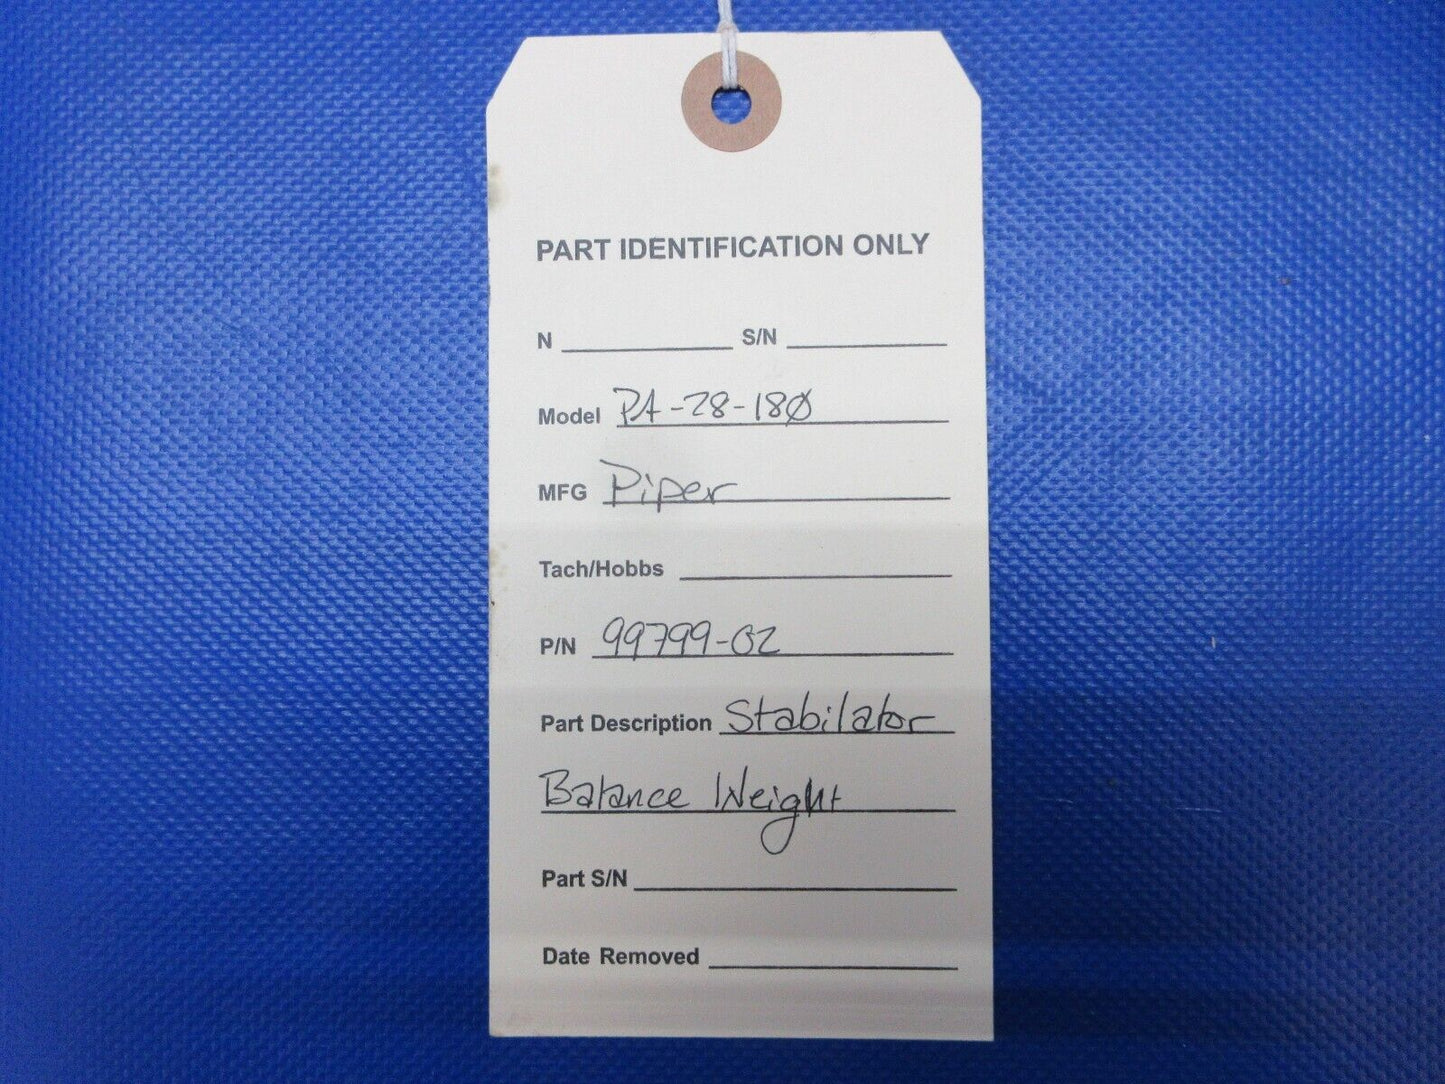 PART IDENTIFICATION ONLY
N S/N
Model PA-28-180
MFG Piper
Tach/Hobbs
P/N 99799-02
Part Description Stabilator
Balance Weight
Part S/N
Date Removed